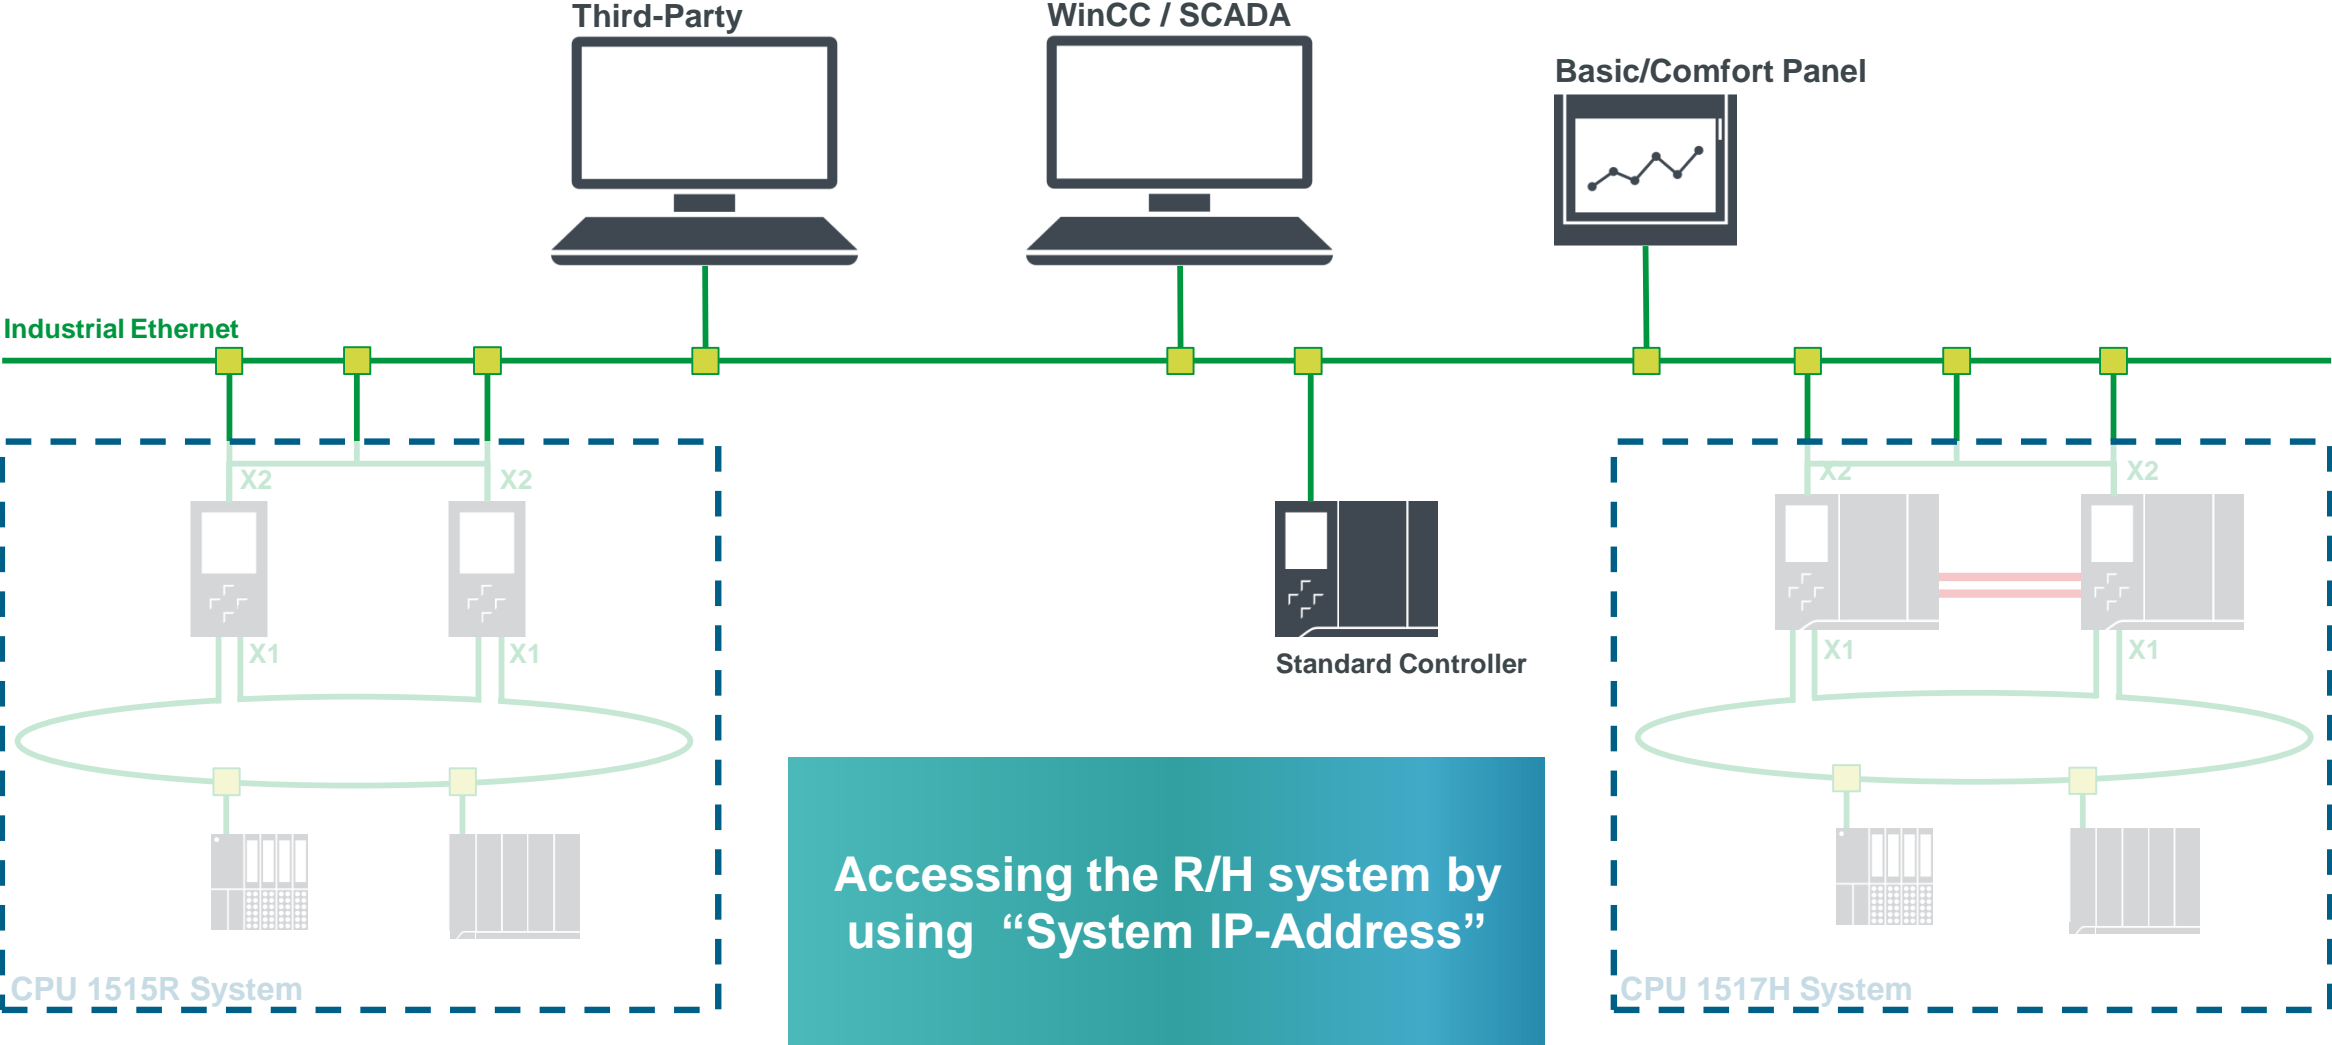 Third-Party
WinCC / SCADA
Basic/Comfort Panel
Industrial Ethernet
X2
X2
X2
X2
X1
X1
X1
X1
Standard Controller
Accessing the R/H system by
using “System IP-Address”
CPU 1515R System
CPU 1517H System